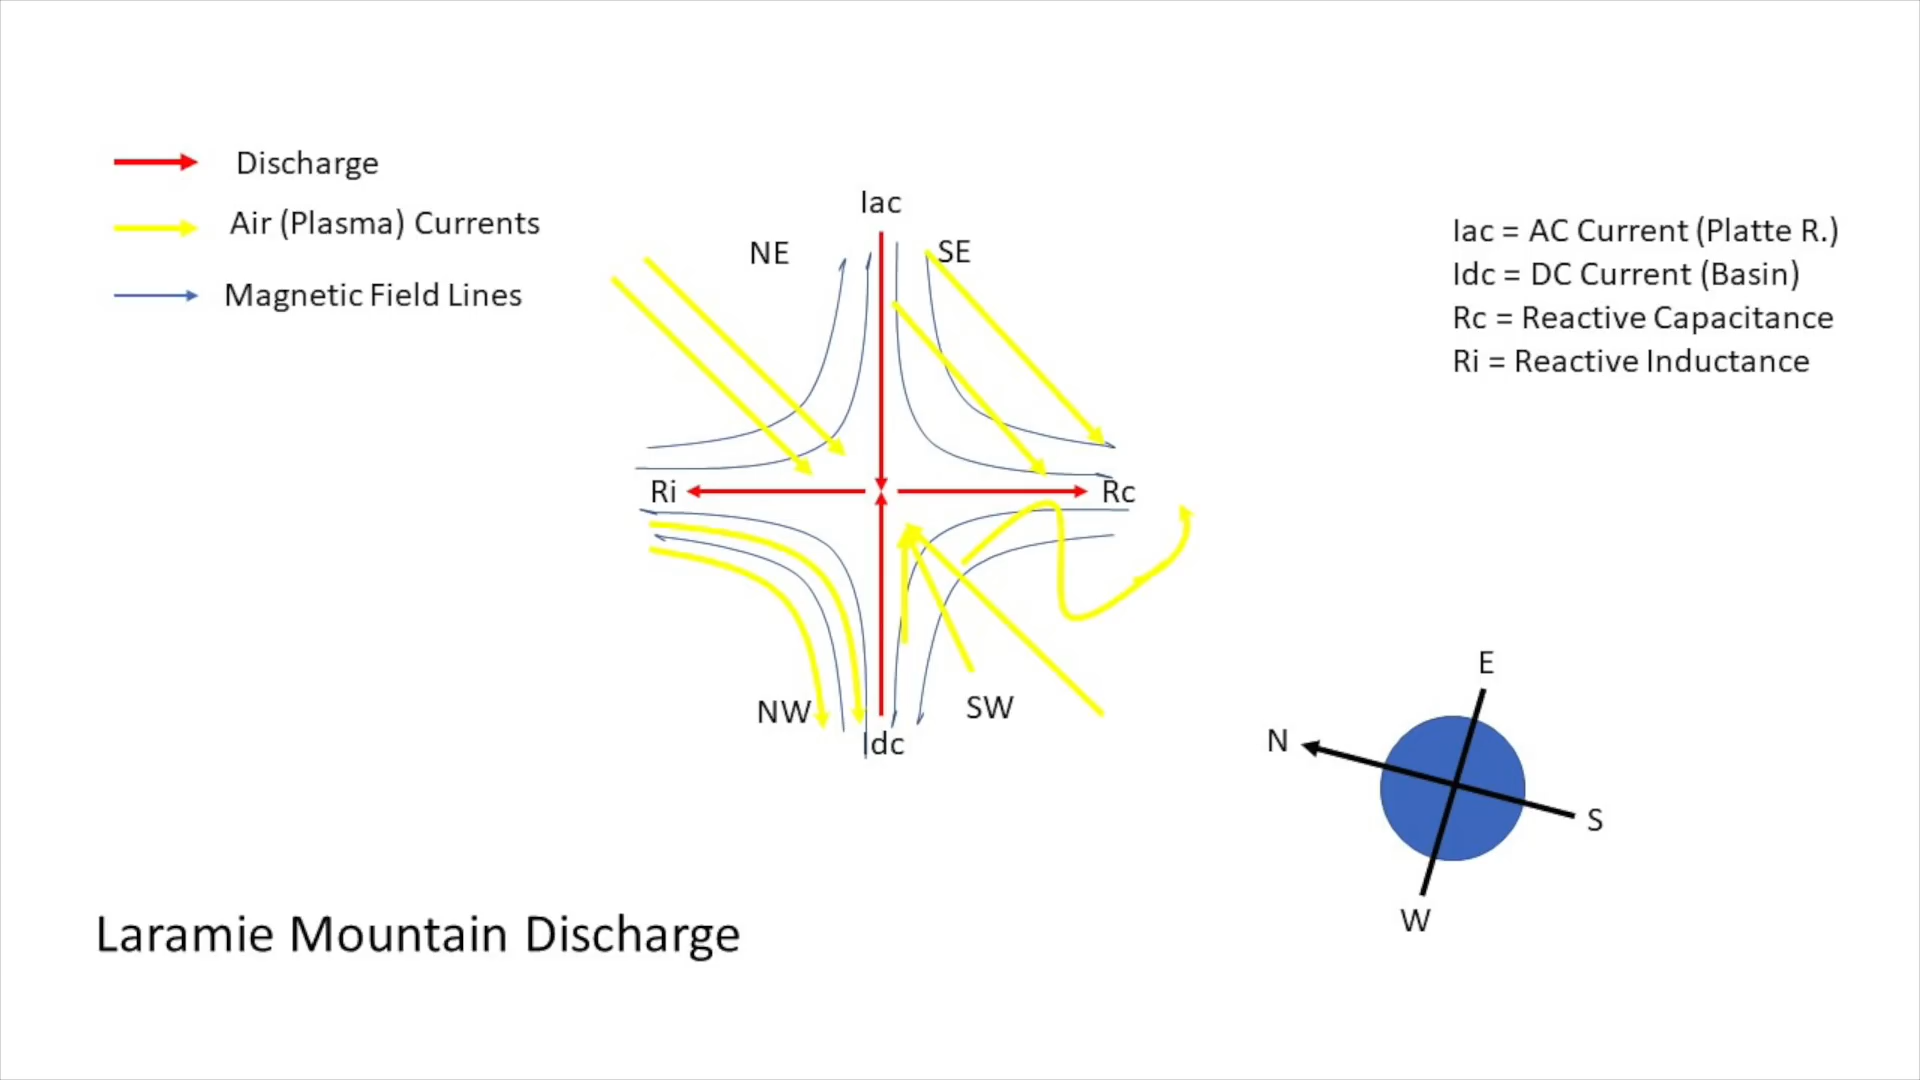 Discharge
Air (Plasma) Currents
Magnetic Field Lines
Iac
NE
SE
Iac = AC Current (Platte R.)
Idc = DC Current (Basin)
Rc = Reactive Capacitance
Ri = Reactive Inductance
Ri
Rc
NW
SW
Idc
E
N
S
W
Laramie Mountain Discharge